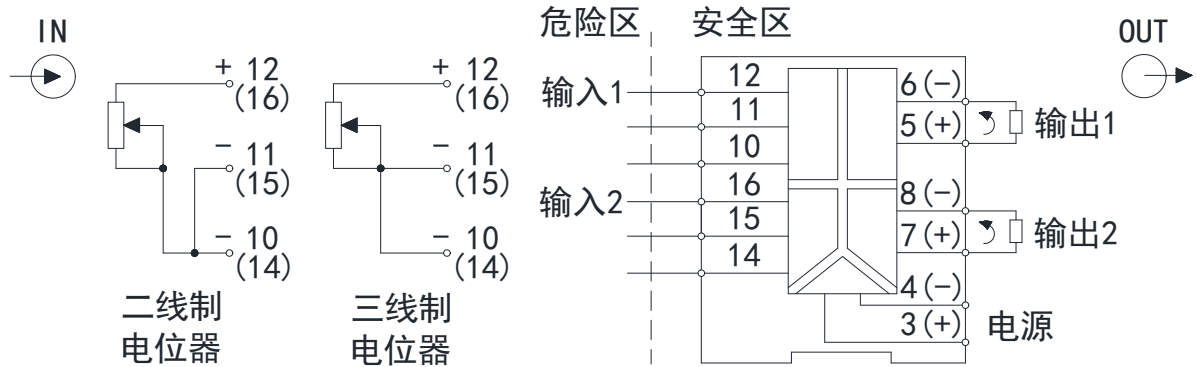 IN
+ 12
(16)
- 11
(15)
- 10
(14)
二线制
电位器
+ 12
(16)
- 11
(15)
- 10
(14)
三线制
电位器
危险区
安全区
输入1
输入2
12
11
10
16
15
14
6(-)
5(+)
8(-)
7(+)
4(-)
3(+)
输出1
输出2
电源
OUT